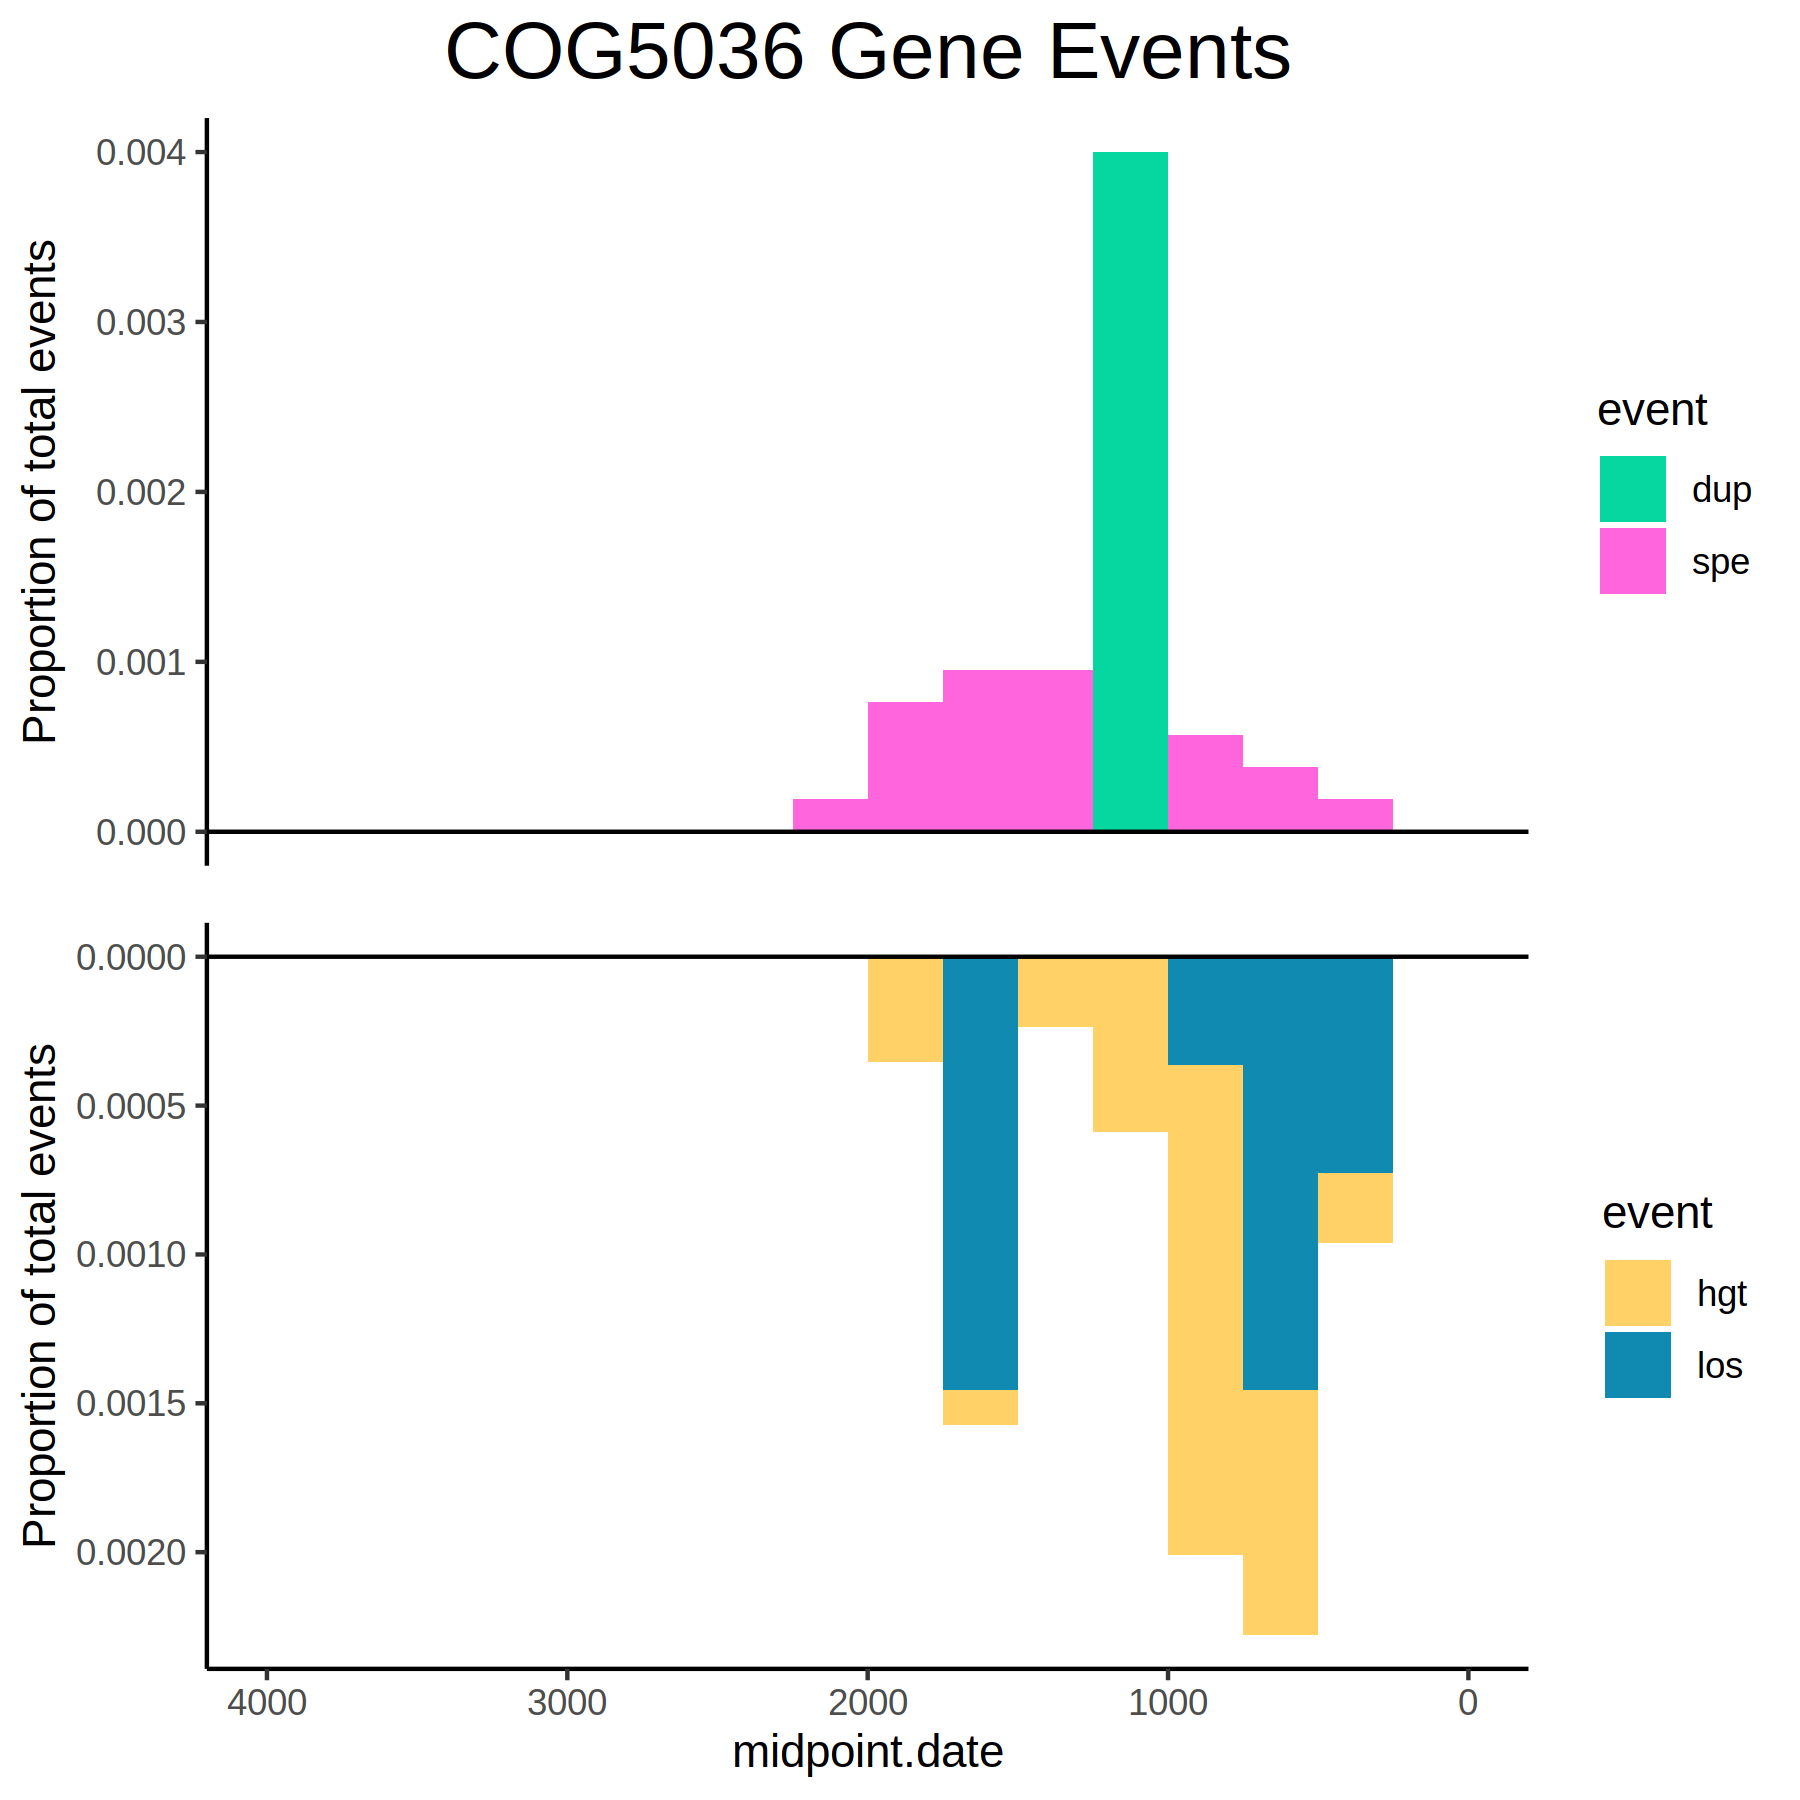 COG5036 Gene Events
Proportion of total events
0.004
0.003
0.002
0.001
0.000
event
dup
spe
Proportion of total events
0.0000
0.0005
0.0010
0.0015
0.0020
event
hgt
los
4000 3000 2000 1000 0
midpoint.date